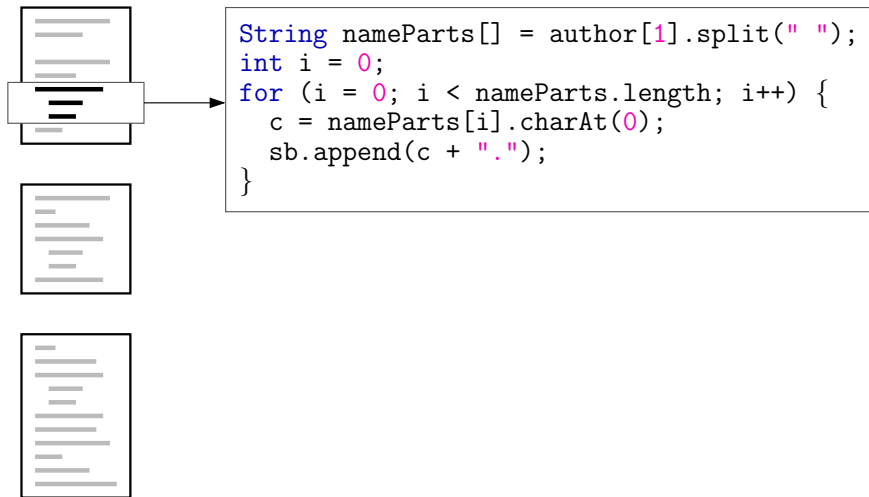 String nameParts[] = author[1].split(" ");
int i = 0;
for (i = 0; i < nameParts.length; i++) {
  c = nameParts[i].charAt(0);
  sb.append(c + ".");
}